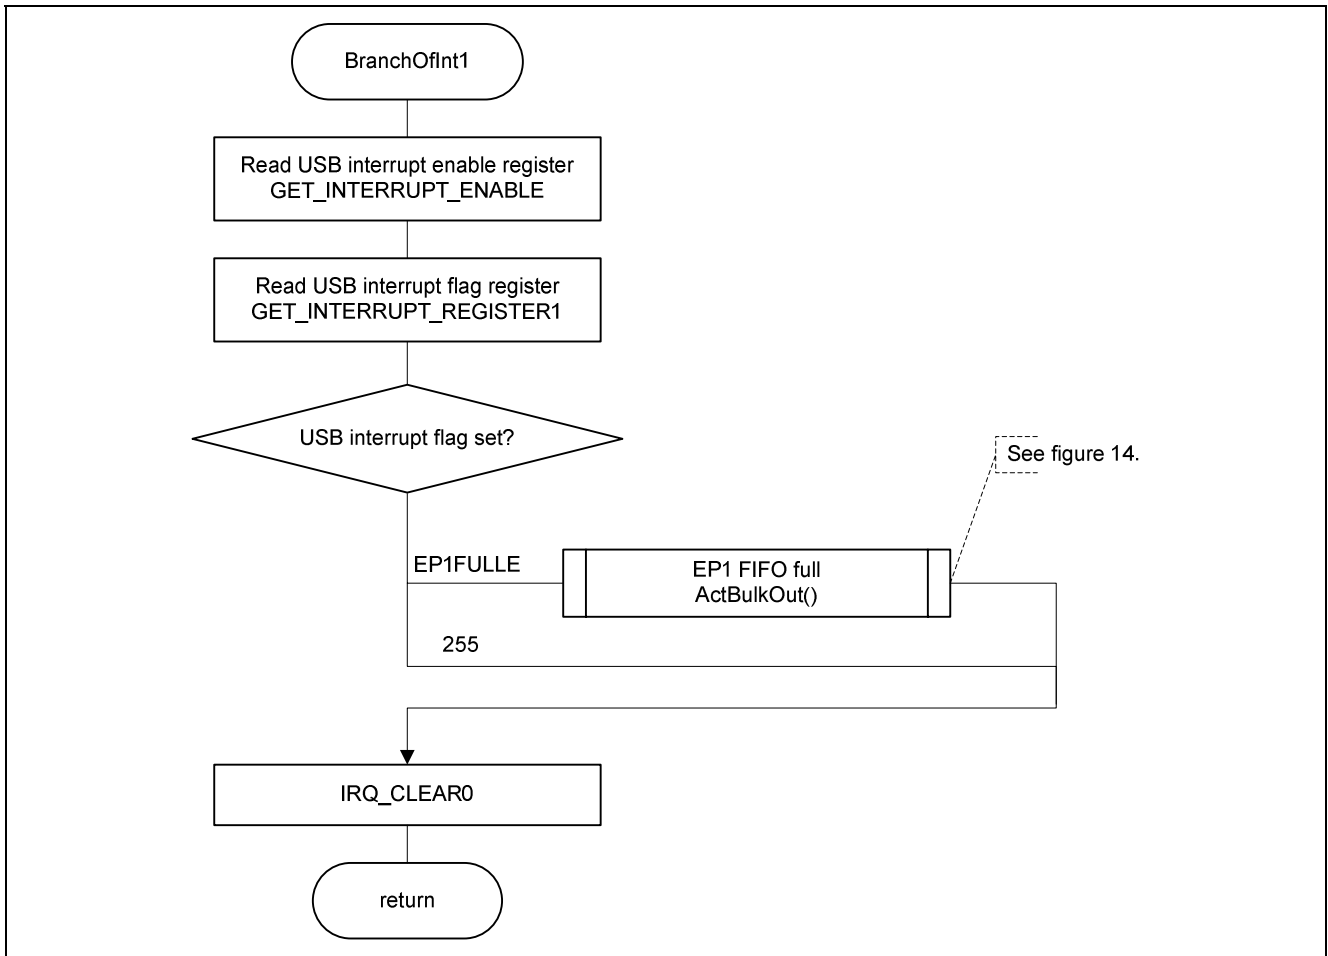 BranchOfInt1
Read USB interrupt enable register
GET_INTERRUPT_ENABLE
Read USB interrupt flag register
GET_INTERRUPT_REGISTER1
USB interrupt flag set?
See figure 14.
EP1FULLE
EP1 FIFO full
ActBulkOut()
255
IRQ_CLEAR0
return